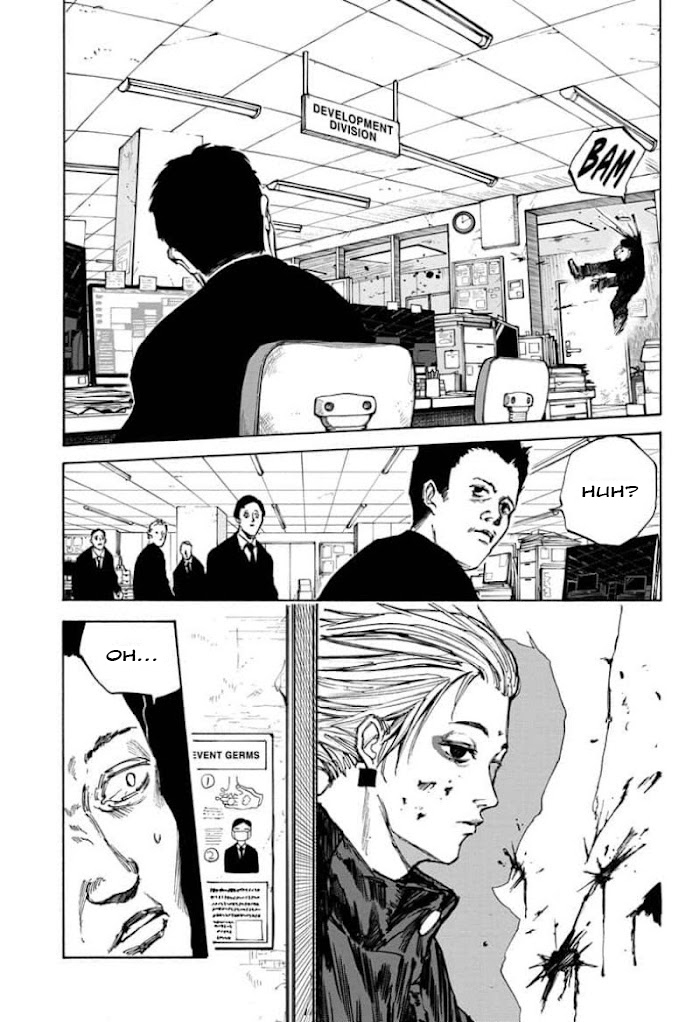 DEVELOPMENT
DIVISION
BAM
HUH?
OH...
EVENT GERMS
1
2